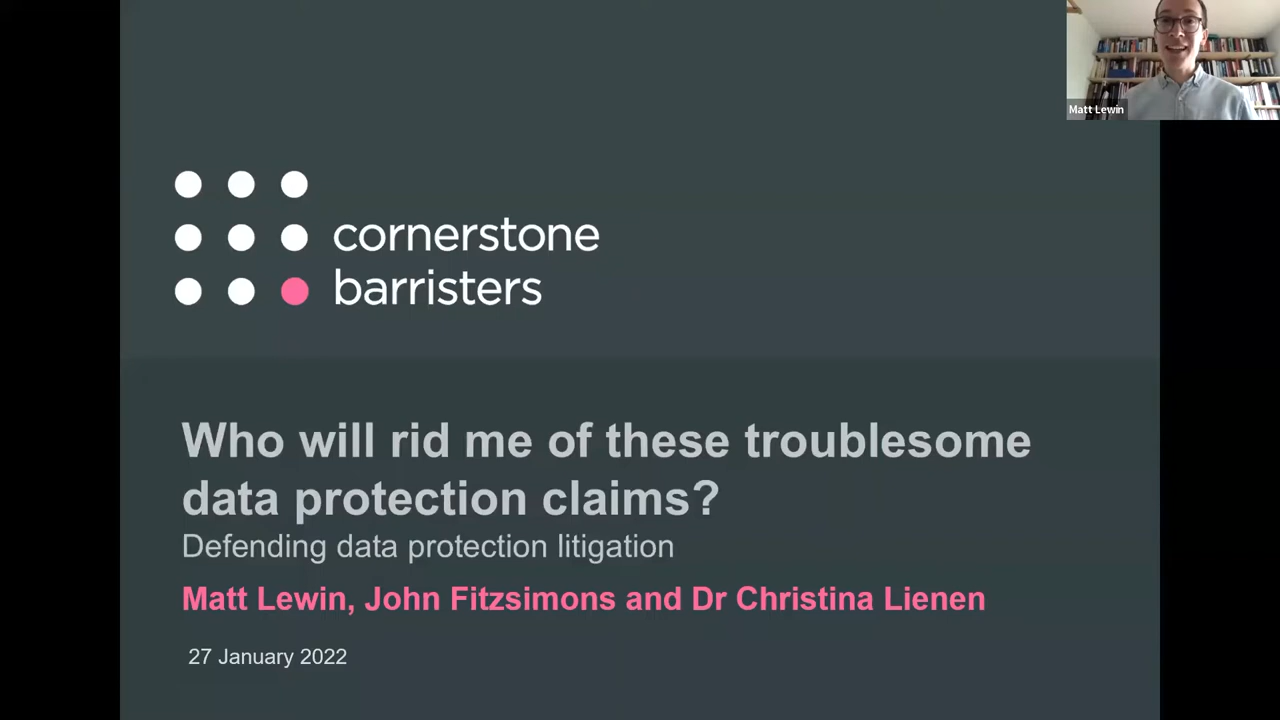 Matt Lewin
cornerstone
barristers
Who will rid me of these troublesome
data protection claims?
Defending data protection litigation
Matt Lewin, John Fitzsimons and Dr Christina Lienen
27 January 2022